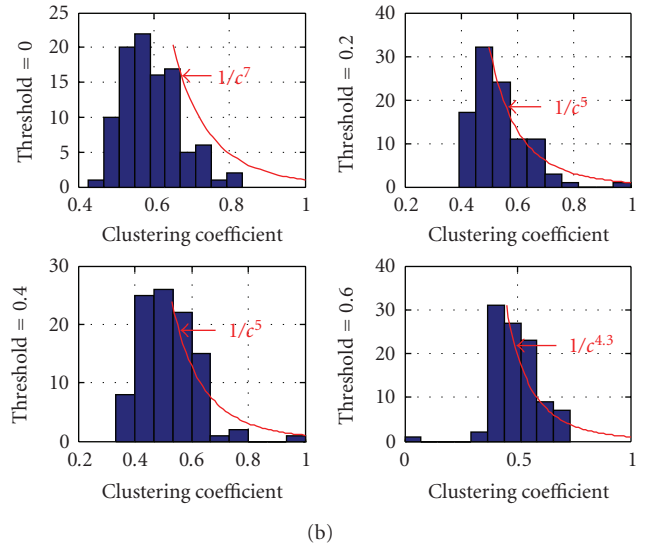 Threshold = 0
25
20
15
10
5
0
1/c^7
0.4 0.6 0.8 1
Clustering coefficient
Threshold = 0.2
40
30
20
10
0
1/c^5
0.2 0.4 0.6 0.8 1
Clustering coefficient
Threshold = 0.4
30
20
10
0
1/c^5
0.2 0.4 0.6 0.8 1
Clustering coefficient
Threshold = 0.6
40
30
20
10
0
1/c^4.3
0 0.5 1
Clustering coefficient
(b)